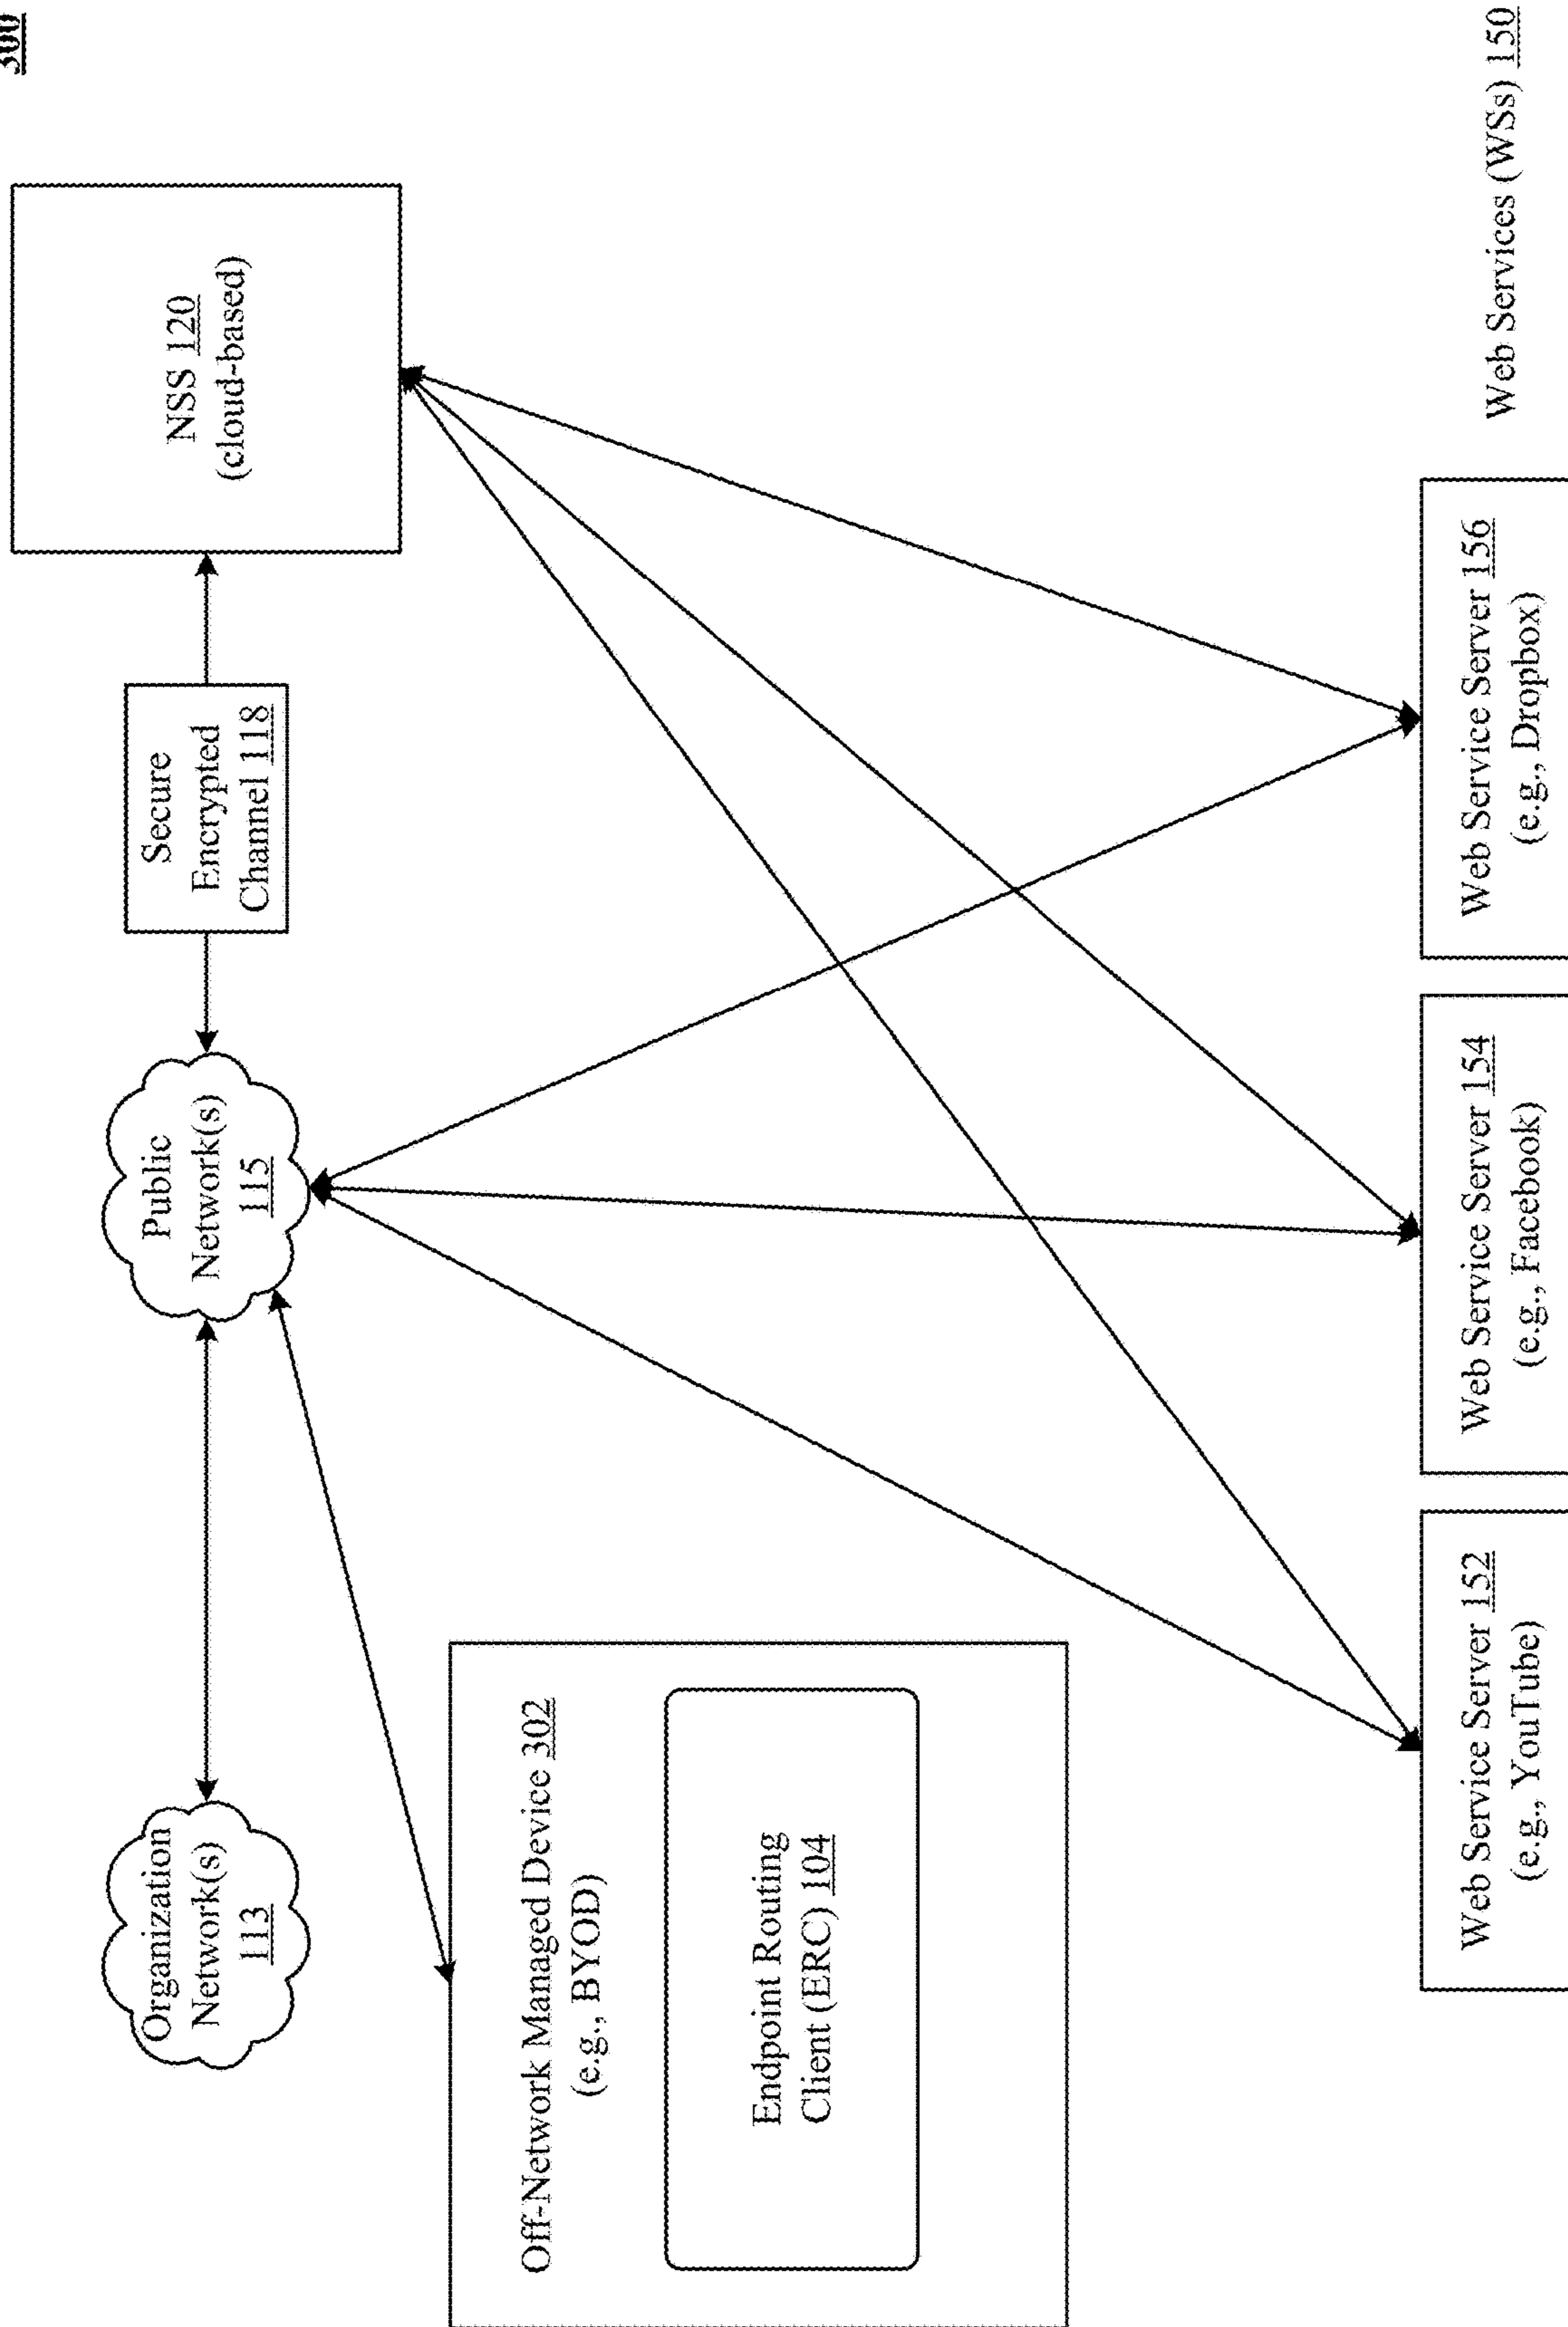 300
Organization
Network(s)
113
Public
Network(s)
115
Secure
Encrypted
Channel 118
NSS 120
(cloud-based)
Off-Network Managed Device 302
(e.g., BYOD)
Endpoint Routing
Client (ERC) 104
Web Service Server 152
(e.g., YouTube)
Web Service Server 154
(e.g., Facebook)
Web Service Server 156
(e.g., Dropbox)
Web Services (WSs) 150